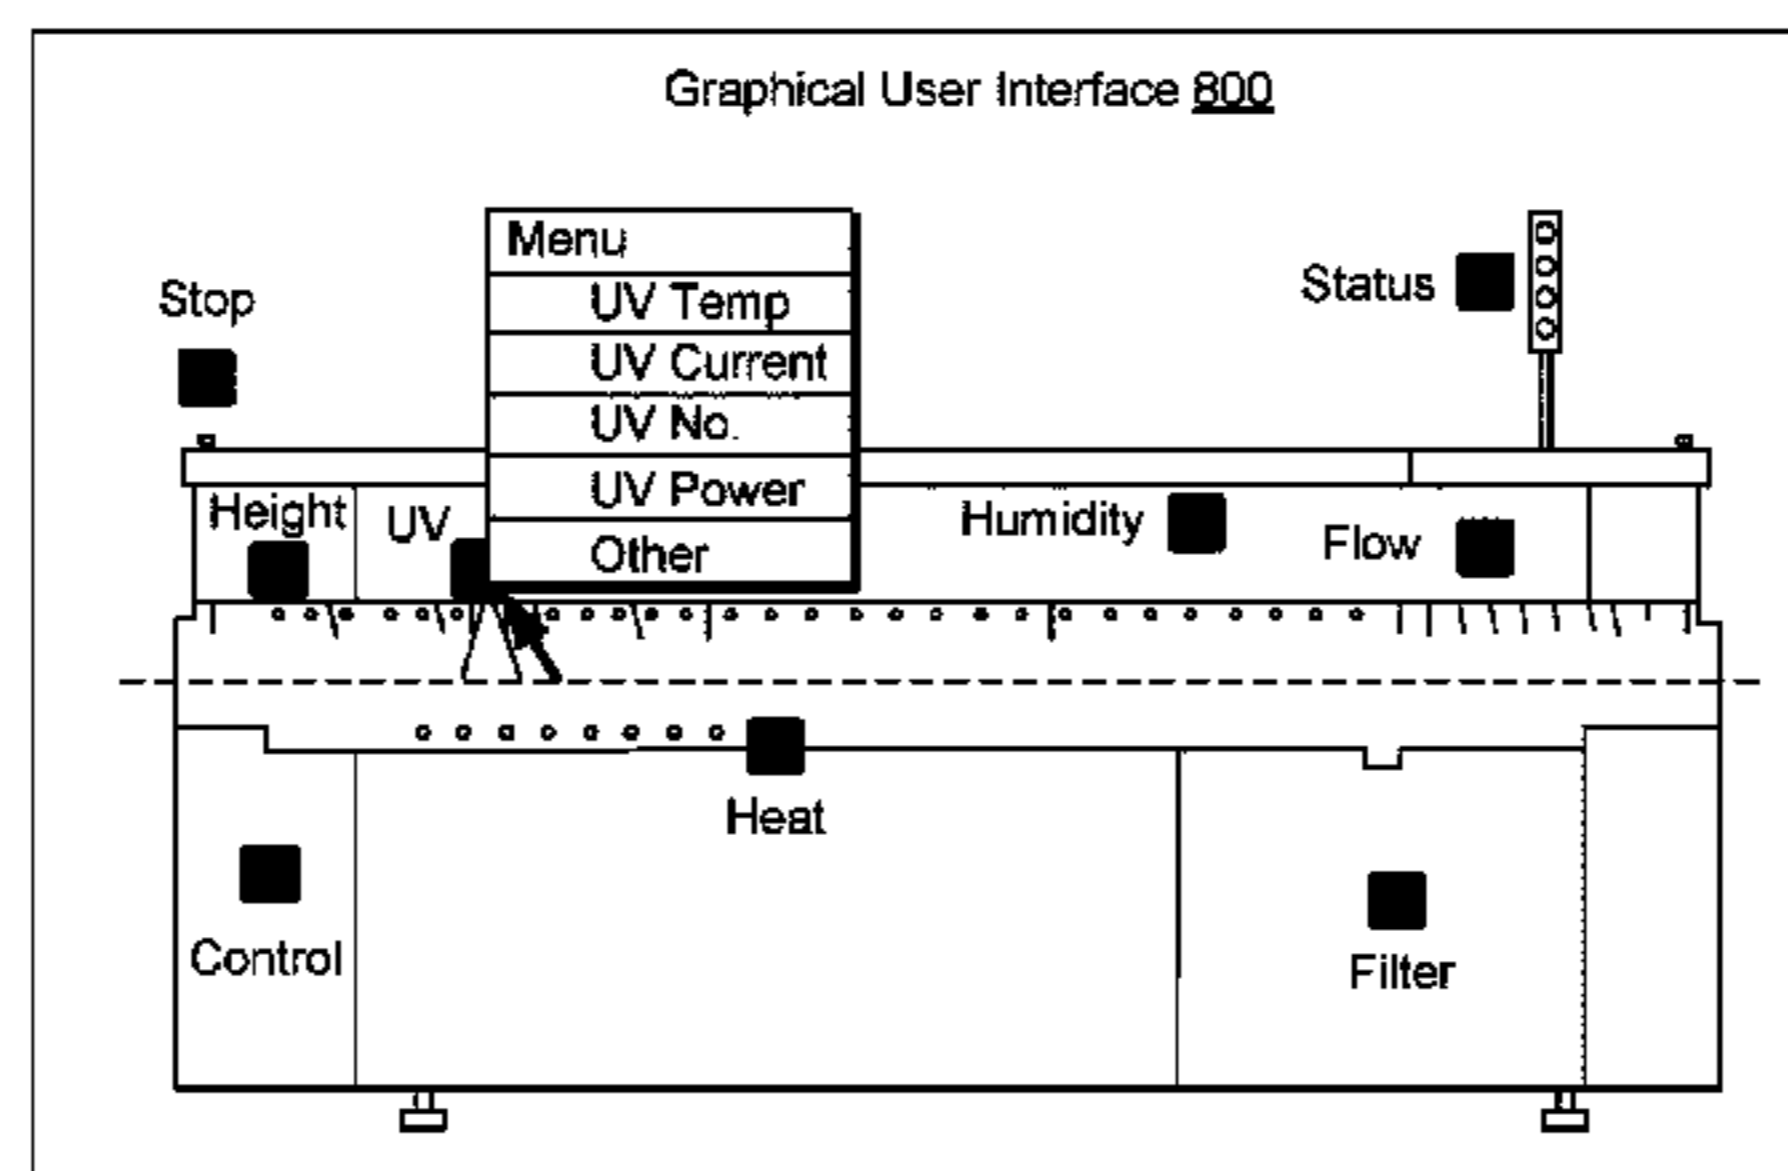 Graphical User Interface 800
Menu
UV Temp
UV Current
UV No.
UV Power
Other
Stop
Status
Height
UV
Humidity
Flow
Heat
Control
Filter